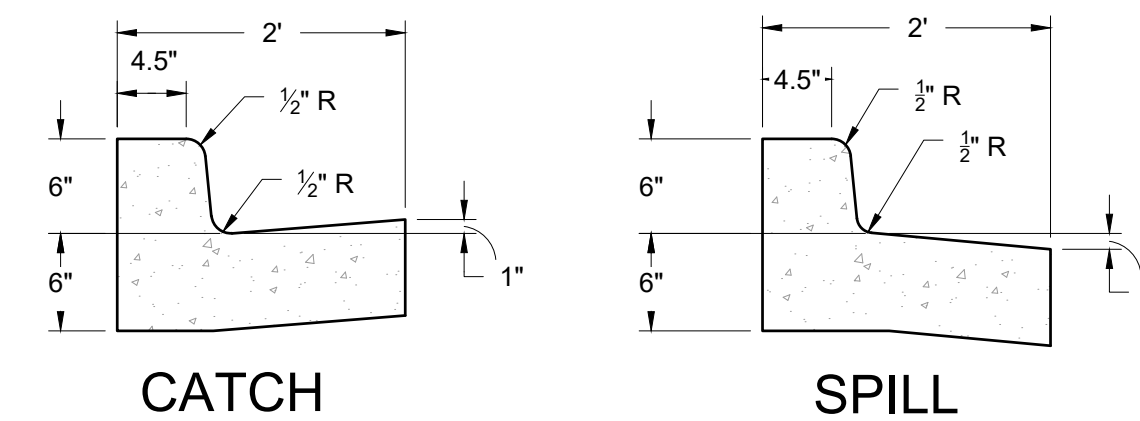 2'
4.5"
½" R
6"
½" R
6"
1"
CATCH
2'
4.5"
½" R
6"
½" R
6"
SPILL